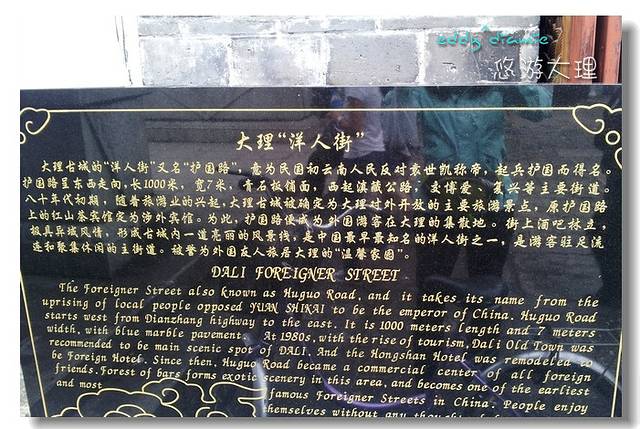 eddy diamie
悠游大理
大理“洋人街”
大理古城的“洋人街”又名“护国路”，意为民国初云南人民反对袁世凯称帝，起兵护国而得名。
护国路呈东西走向，长1000米，宽7米，青石板铺面，西起滇藏公路，交博爱、复兴等主要街道。
八十年代初期，随着旅游业的兴起，大理古城被确定为大理对外开放的主要旅游景点，原护国路
上的红山茶宾馆定为涉外宾馆。为此，护国路便成为外国游客在大理的集散地。街上酒吧林立，
极具异域风情，形成古城内一道亮丽的风景线，是中国最早最知名的洋人街之一，是游客驻足流
连和聚集休闲的主街道。被誉为外国友人旅居大理的“温馨家园”。
DALI FOREIGNER STREET
The Foreigner Street also known as Huguo Road, and it takes its name from the
uprising of local people opposed YUAN SHIKAI to be the emperor of China. Huguo Road
starts west from Dianzhang highway to the east. It is 1000 meters length and 7 meters
width, with blue marble pavement. At 1980s, with the rise of tourism, Dali Old Town was
recommended to be main scenic spot of DALI. And the Hongshan Hotel was remodeled to
be Foreign Hotel. Since then, Huguo Road became a commercial center of all foreign
friends. Forest of bars forms exotic scenery in this area, and becomes one of the earliest
and most famous Foreigner Streets in China. People enjoy
themselves without any